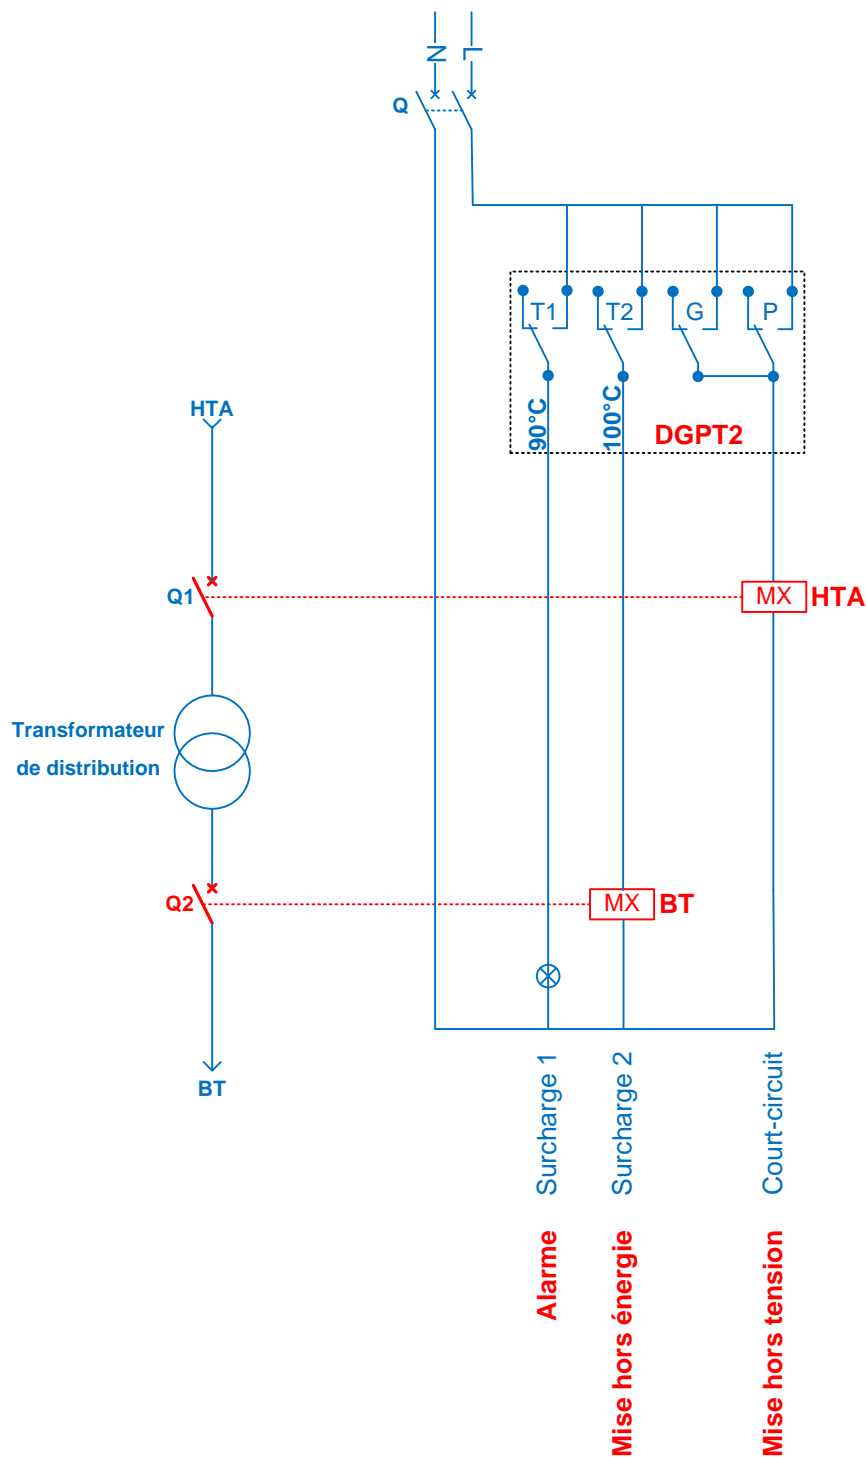 N
L
Q
T1
T2
G
P
90°C
100°C
DGPT2
HTA
Q1
MX
HTA
Transformateur
de distribution
Q2
MX
BT
BT
Surcharge 1
Surcharge 2
Court-circuit
Alarme
Mise hors énergie
Mise hors tension